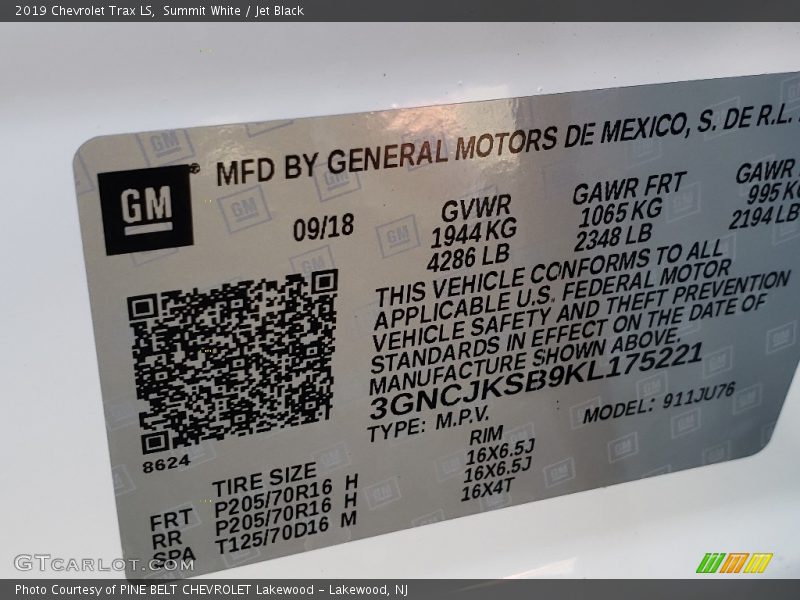 2019 Chevrolet Trax LS,  Summit White / Jet Black
MFD BY GENERAL MOTORS DE MEXICO, S. DE R.L.
GM
09/18
GVWR
1944 KG
4286 LB
GAWR FRT
1065 KG
2348 LB
GAWR
995 KG
2194 LB
THIS VEHICLE CONFORMS TO ALL
APPLICABLE U.S. FEDERAL MOTOR
VEHICLE SAFETY AND THEFT PREVENTION
STANDARDS IN EFFECT ON THE DATE OF
MANUFACTURE SHOWN ABOVE.
3GNCJKSB9KL175221
TYPE: M.P.V.
MODEL: 911JU76
8624
TIRE SIZE
RIM
FRT P205/70R16 H 16X6.5J
RR P205/70R16 H 16X6.5J
SPA T125/70D16 M 16X4T
GTCarLot.com
Photo Courtesy of PINE BELT CHEVROLET Lakewood - Lakewood, NJ